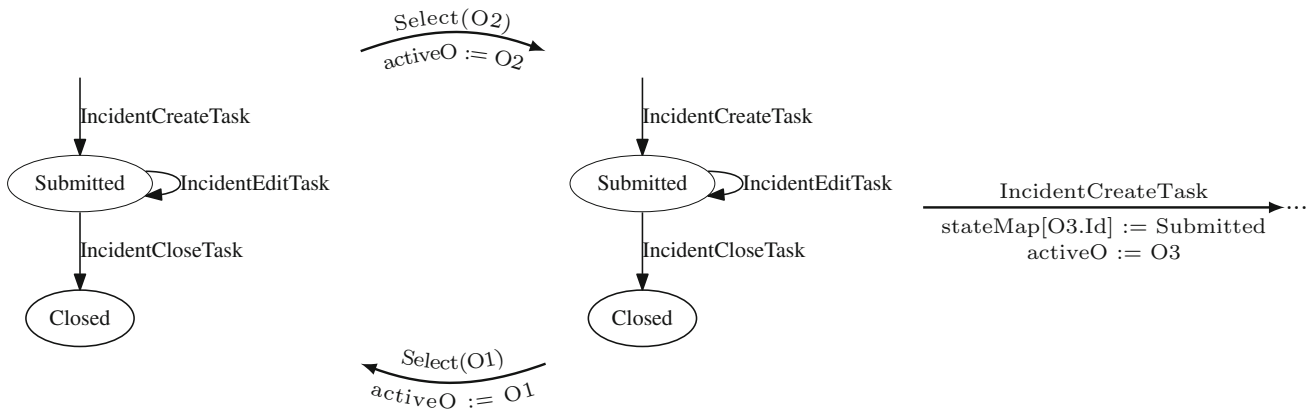 Select(O2)
activeO := O2
IncidentCreateTask
Submitted
IncidentEditTask
IncidentCloseTask
Closed
IncidentCreateTask
Submitted
IncidentEditTask
IncidentCloseTask
Closed
IncidentCreateTask
...
stateMap[O3.Id] := Submitted
activeO := O3
Select(O1)
activeO := O1